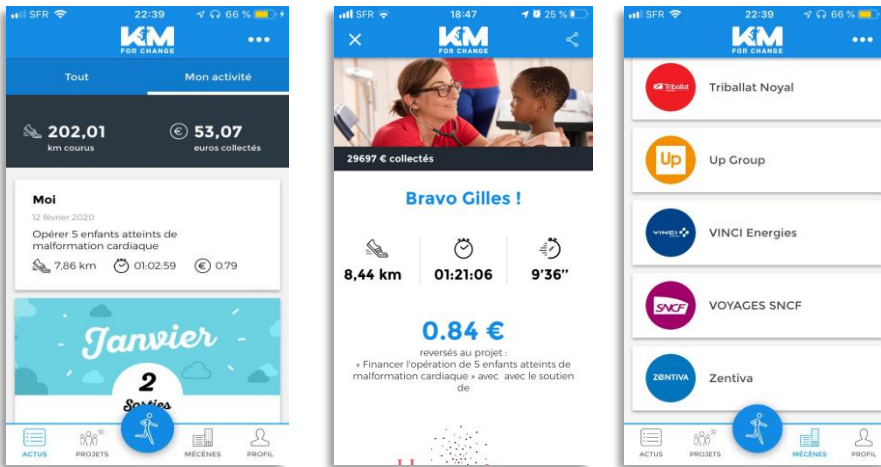 SFR 22:39 66 %
KM
FOR CHANGE
Tout Mon activité
202,01
km courus
€ 53,07
euros collectés
Moi
12 février 2020
Opérer 5 enfants atteints de
malformation cardiaque
7,86 km 01:02:59 € 0.79
Janvier
2
Sorties
ACTUS PROJETS MÉCÈNES PROFIL
SFR 18:47 25 %
KM
FOR CHANGE
29697 € collectés
Bravo Gilles !
8,44 km 01:21:06 9'36"
0.84 €
reversés au projet :
« Financer l'opération de 5 enfants atteints de
malformation cardiaque » avec avec le soutien
de
SFR 22:39 66 %
KM
FOR CHANGE
Triballat Triballat Noyal
Up Up Group
VINCI VINCI Energies
SNCF VOYAGES SNCF
ZENTIVA Zentiva
ACTUS PROJETS MÉCÈNES PROFIL